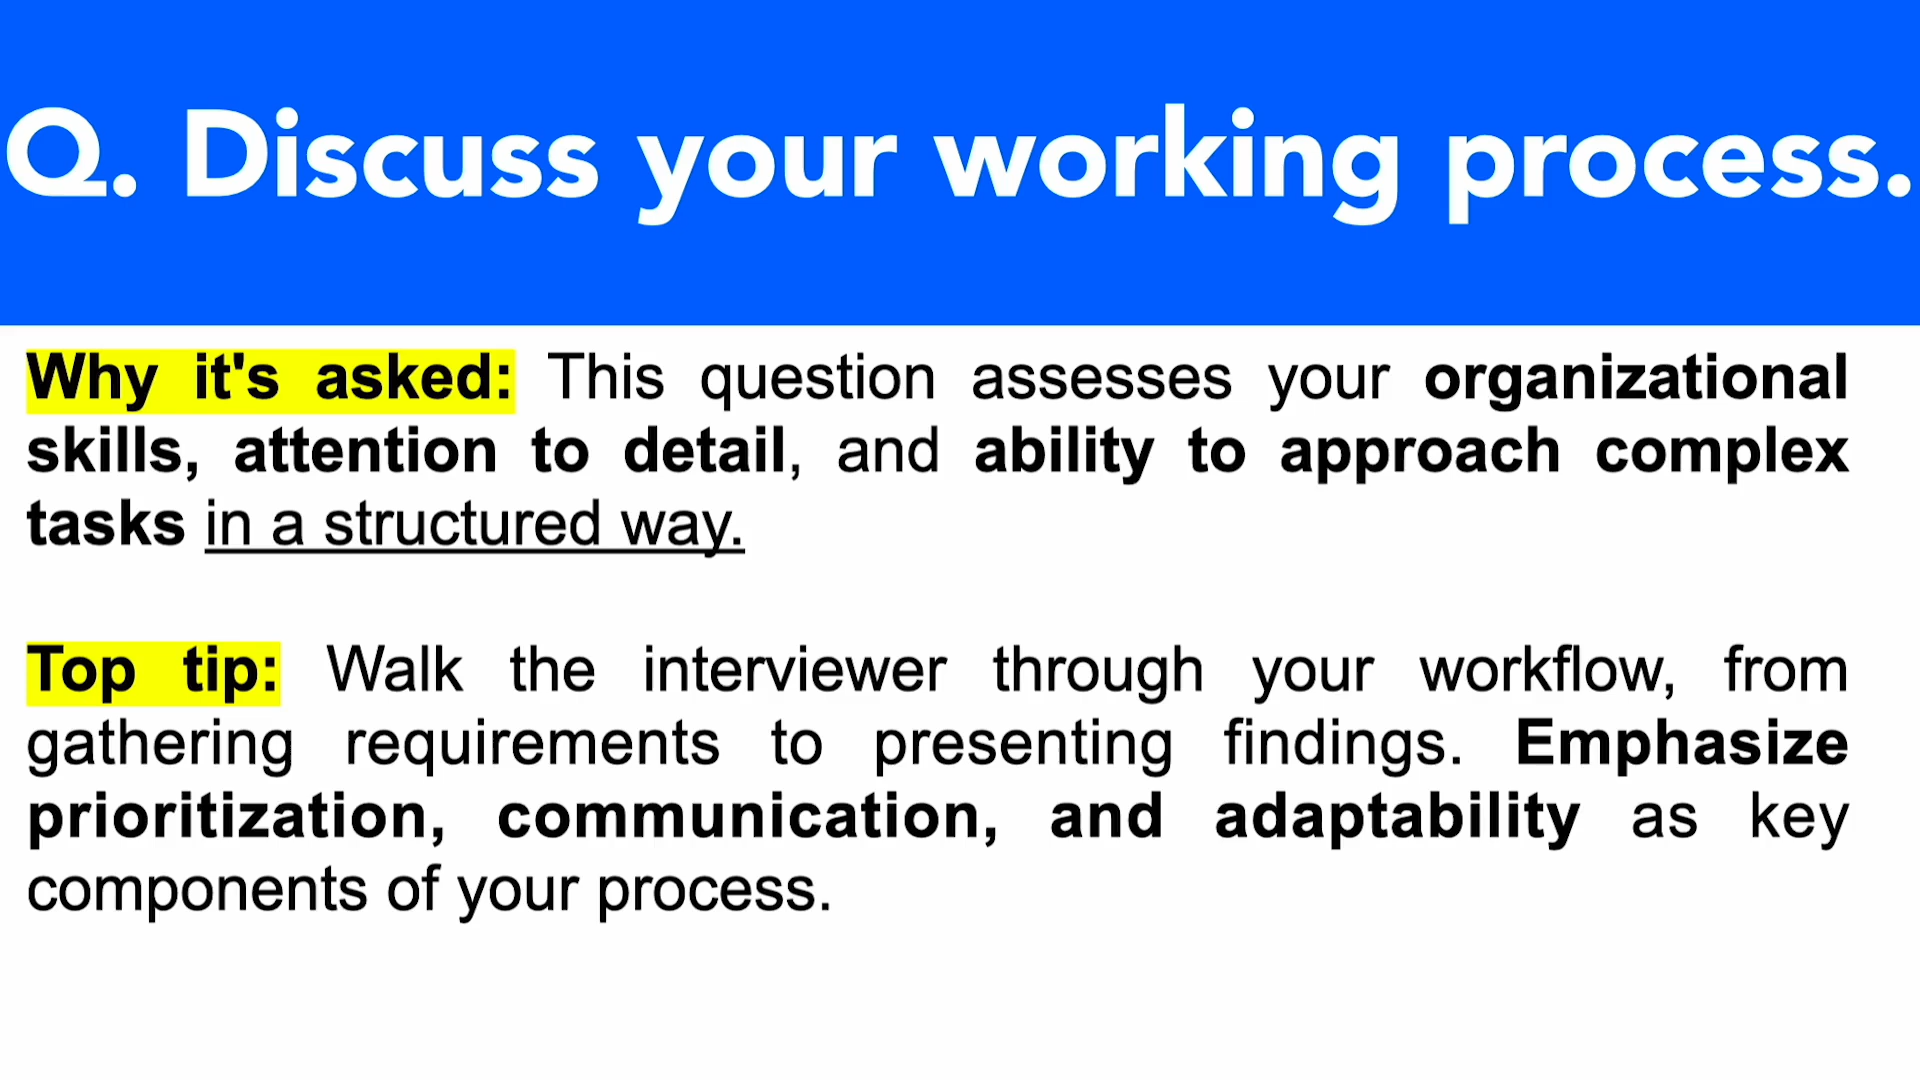 Q. Discuss your working process.
Why it's asked: This question assesses your organizational
skills, attention to detail, and ability to approach complex
tasks in a structured way.
Top tip: Walk the interviewer through your workflow, from
gathering requirements to presenting findings. Emphasize
prioritization, communication, and adaptability as key
components of your process.